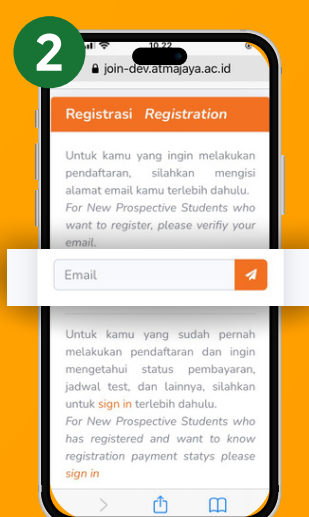 2
10.22
join-dev.atmajaya.ac.id
Registrasi Registration
Untuk kamu yang ingin melakukan
pendaftaran, silahkan mengisi
alamat email kamu terlebih dahulu.
For New Prospective Students who
want to register, please verifiy your
email.
Email
Untuk kamu yang sudah pernah
melakukan pendaftaran dan ingin
mengetahui status pembayaran,
jadwal test, dan lainnya, silahkan
untuk sign in terlebih dahulu.
For New Prospective Students who
has registered and want to know
registration payment statys please
sign in